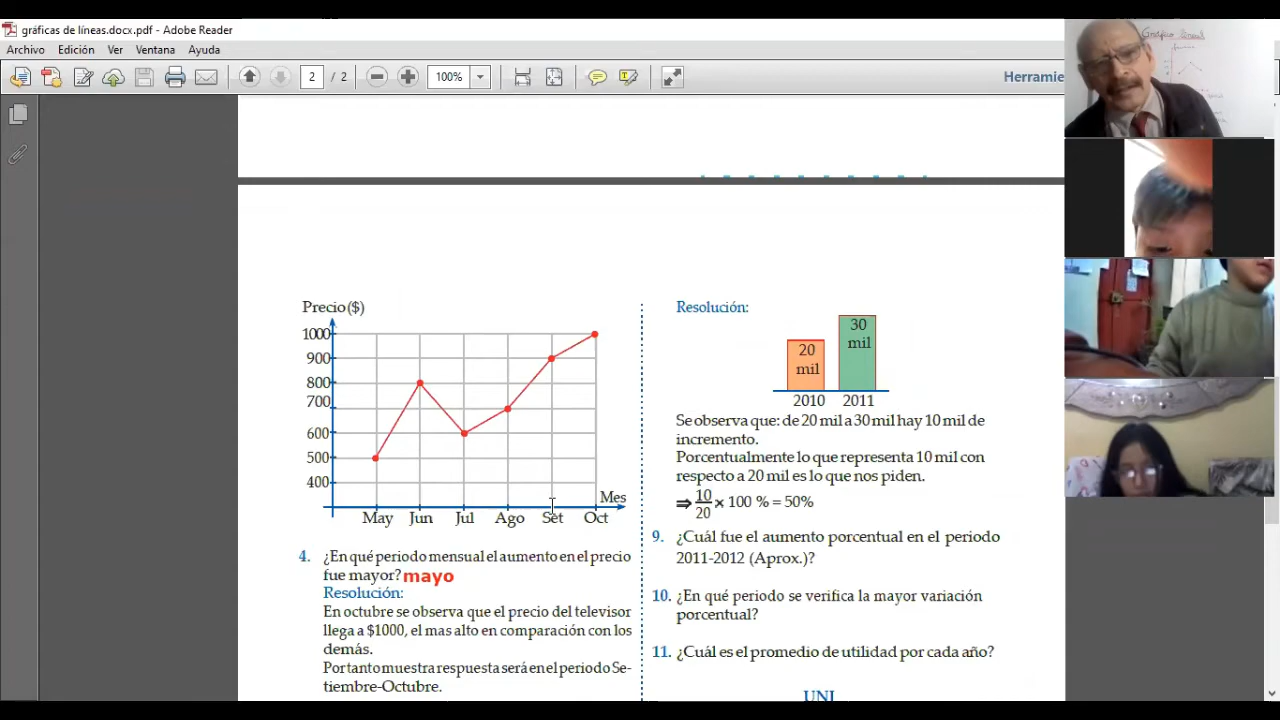 gráficas de líneas.docx.pdf - Adobe Reader
Archivo Edición Ver Ventana Ayuda
2 / 2 100% Herramie
Precio ($)
1000
900
800
700
600
500
400
May Jun Jul Ago Set Oct
Mes
4. ¿En qué periodo mensual el aumento en el precio
fue mayor? mayo
Resolución:
En octubre se observa que el precio del televisor
llega a $1000, el mas alto en comparación con los
demás.
Por tanto muestra respuesta será en el periodo Se-
tiembre-Octubre.
Resolución:
20
mil
30
mil
2010 2011
Se observa que: de 20 mil a 30 mil hay 10 mil de
incremento.
Porcentualmente lo que representa 10 mil con
respecto a 20 mil es lo que nos piden.
⇒ 10/20 × 100 % = 50%
9. ¿Cuál fue el aumento porcentual en el periodo
2011-2012 (Aprox.)?
10. ¿En qué periodo se verifica la mayor variación
porcentual?
11. ¿Cuál es el promedio de utilidad por cada año?
UNI
Gráfico lineal